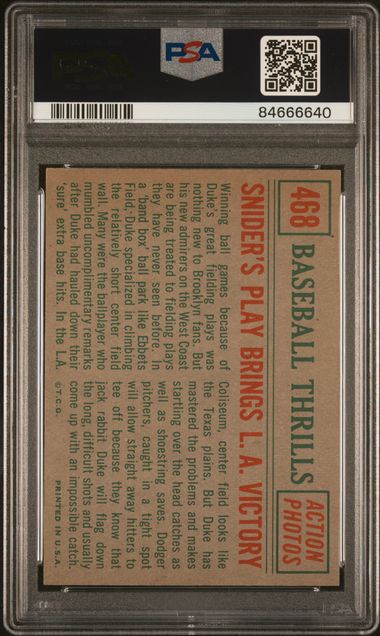 PSA
84666640
468 BASEBALL THRILLS
ACTION
PHOTOS
SNIDER'S PLAY BRINGS L.A. VICTORY
Winning ball games because of
Duke's great fielding plays was
nothing new to Brooklyn fans. But
his new admirers on the West Coast
are being treated to fielding plays
they have never seen before. In
a 'band box' ball park like Ebbets
Field, Duke specialized in climbing
the relatively short center field
wall. Many were the ballplayer who
mumbled uncomplimentary remarks
after Duke had hauled down their
'sure' extra base hits. In the L.A.
Coliseum, center field looks like
the Texas plains. But Duke has
mastered the problems and makes
starting over the head catches as
well as shoestring saves. Dodger
pitchers, caught in a tight spot
will allow straight away hitters to
tee off because they know that
jack rabbit Duke will flag down
the long, difficult shots and usually
come up with an impossible catch.
© T.C.G. PRINTED IN U.S.A.